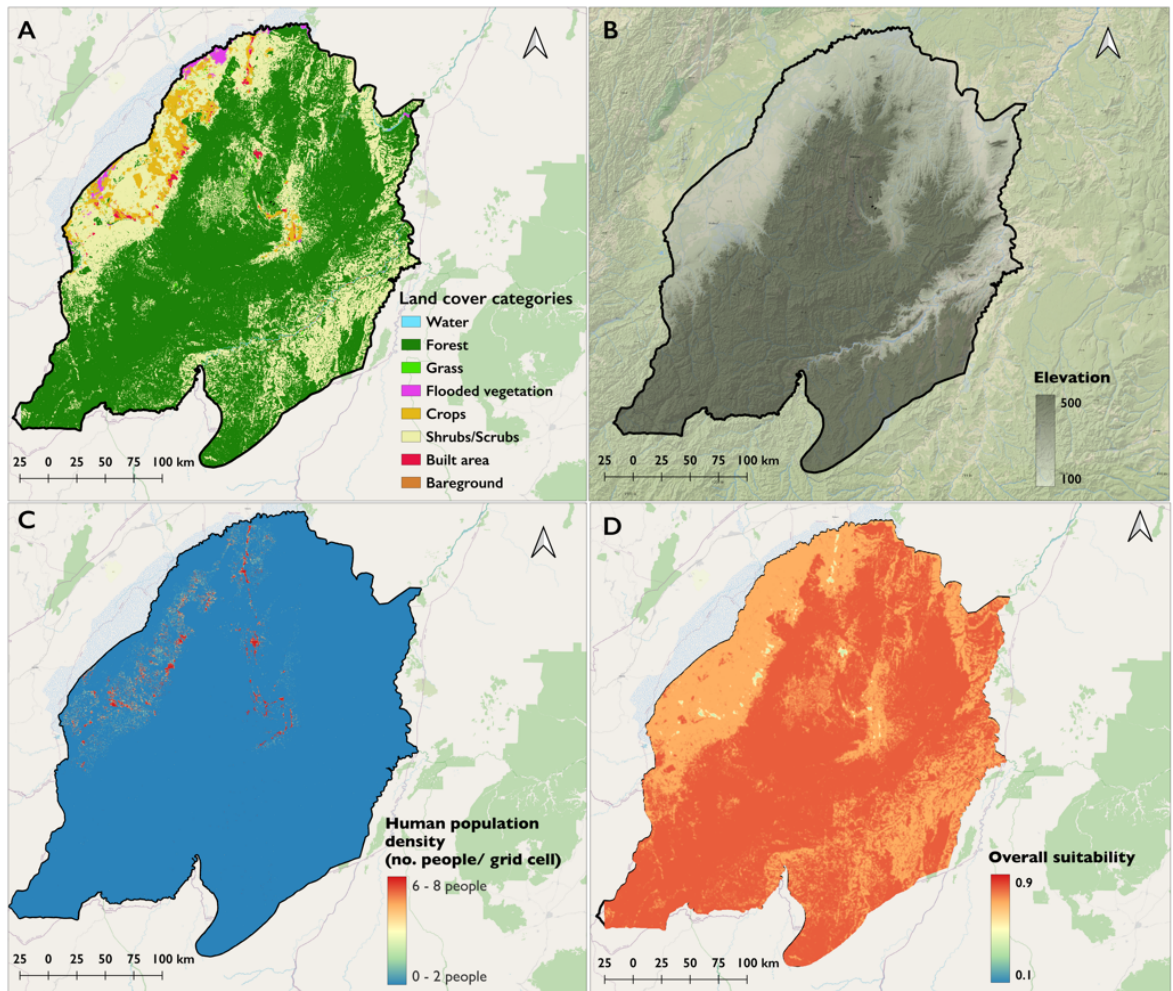 A
Land cover categories
Water
Forest
Grass
Flooded vegetation
Crops
Shrubs/Scrubs
Built area
Bareground
25 0 25 50 75 100 km
B
Elevation
500
100
25 0 25 50 75 100 km
C
Human population
density
(no. people/ grid cell)
6 - 8 people
0 - 2 people
25 0 25 50 75 100 km
D
Overall suitability
0.9
0.1
25 0 25 50 75 100 km